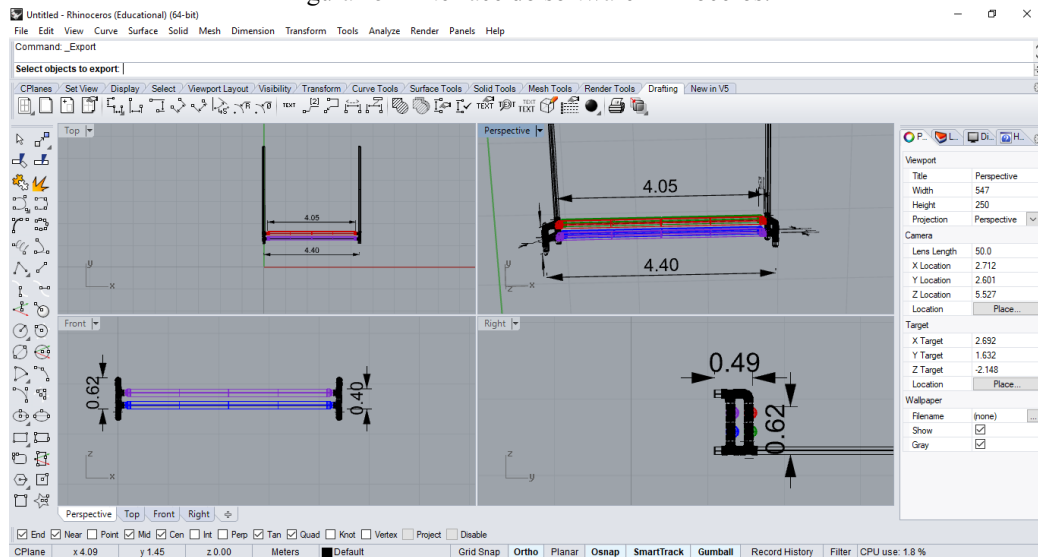 Untitled - Rhinoceros (Educational) (64-bit)
File Edit View Curve Surface Solid Mesh Dimension Transform Tools Analyze Render Panels Help
Command: _Export
Select objects to export:
CPlanes Set View Display Select Viewport Layout Visibility Transform Curve Tools Surface Tools Solid Tools Mesh Tools Render Tools Drafting New in V5
Top
4.05
4.40
y
x
Perspective
4.05
4.40
y
z
x
Front
0.62
0.40
z
x
Right
0.49
0.62
z
y
P... L... Di... H...
Viewport
Title Perspective
Width 547
Height 250
Projection Perspective
Camera
Lens Length 50.0
X Location 2.712
Y Location 2.601
Z Location 5.527
Location Place...
Target
X Target 2.692
Y Target 1.632
Z Target -2.148
Location Place...
Wallpaper
Filename (none) ...
Show
Gray
Perspective Top Front Right
End Near Point Mid Cen Int Perp Tan Quad Knot Vertex Project Disable
CPlane x 4.09 y 1.45 z 0.00 Meters Default Grid Snap Ortho Planar Osnap SmartTrack Gumball Record History Filter CPU use: 1.8 %